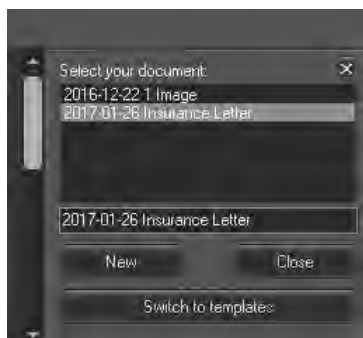 Select your document:
2016-12-22 1 Image
2017-01-26 Insurance Letter
2017-01-26 Insurance Letter
New Close
Switch to templates